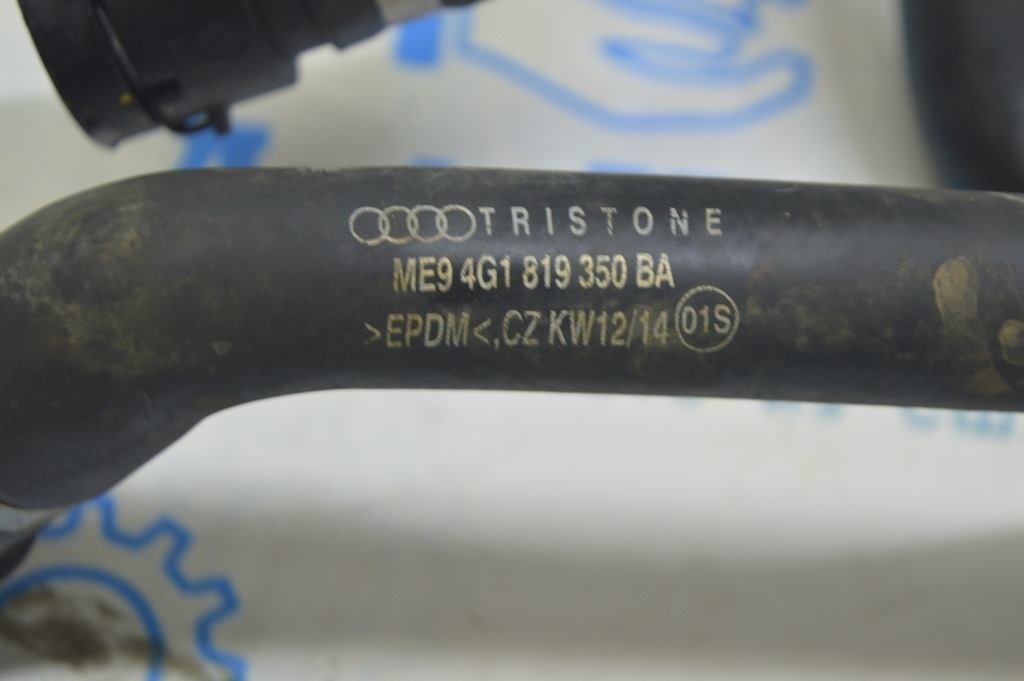 TRISTONE
ME9 4G1 819 350 BA
>EPDM<,CZ KW12/14 01S